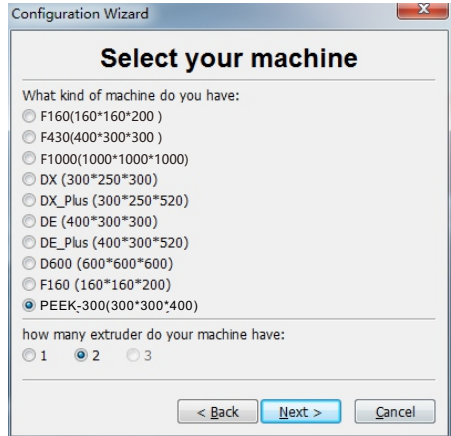 Configuration Wizard
Select your machine
What kind of machine do you have:
F160(160*160*200 )
F430(400*300*300 )
F1000(1000*1000*1000)
DX (300*250*300)
DX_Plus (300*250*520)
DE (400*300*300)
DE_Plus (400*300*520)
D600 (600*600*600)
F160 (160*160*200)
PEEK-300(300*300*400)
how many extruder do your machine have:
1 2 3
< Back Next > Cancel